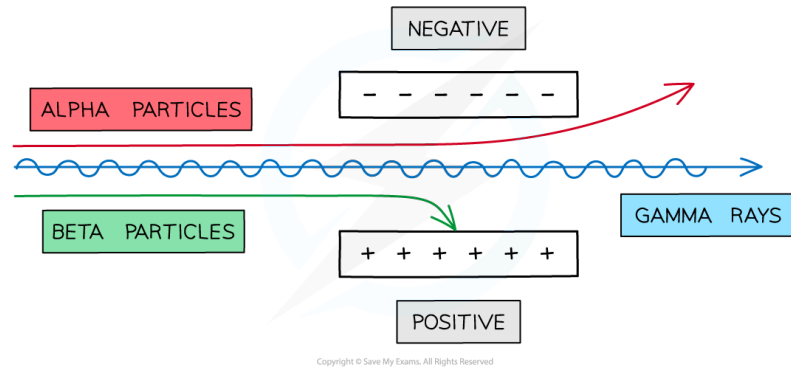 NEGATIVE
− − − − − −
ALPHA PARTICLES
BETA PARTICLES
GAMMA RAYS
+ + + + + +
POSITIVE
Copyright © Save My Exams. All Rights Reserved